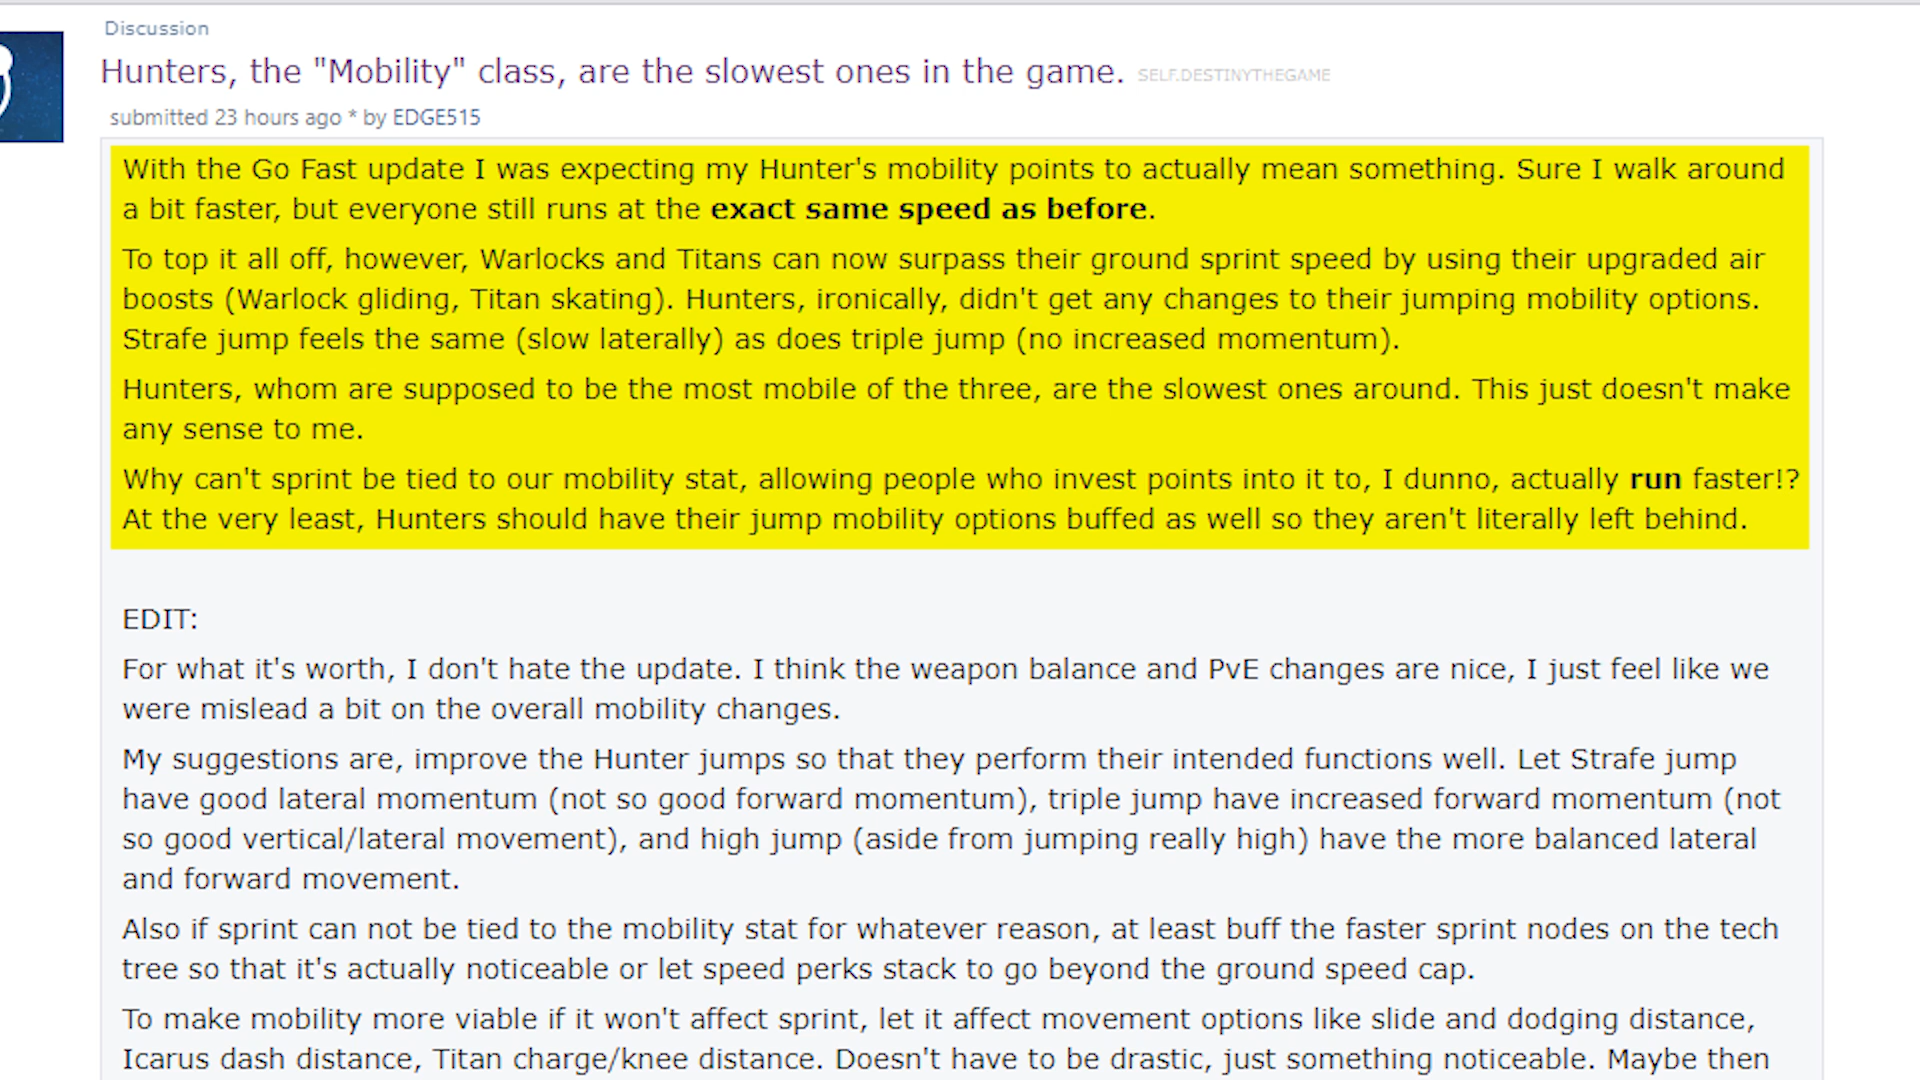 Discussion
Hunters, the "Mobility" class, are the slowest ones in the game. SELF.DESTINYTHEGAME
submitted 23 hours ago * by EDGE515
With the Go Fast update I was expecting my Hunter's mobility points to actually mean something. Sure I walk around
a bit faster, but everyone still runs at the exact same speed as before.
To top it all off, however, Warlocks and Titans can now surpass their ground sprint speed by using their upgraded air
boosts (Warlock gliding, Titan skating). Hunters, ironically, didn't get any changes to their jumping mobility options.
Strafe jump feels the same (slow laterally) as does triple jump (no increased momentum).
Hunters, whom are supposed to be the most mobile of the three, are the slowest ones around. This just doesn't make
any sense to me.
Why can't sprint be tied to our mobility stat, allowing people who invest points into it to, I dunno, actually run faster!?
At the very least, Hunters should have their jump mobility options buffed as well so they aren't literally left behind.
EDIT:
For what it's worth, I don't hate the update. I think the weapon balance and PvE changes are nice, I just feel like we
were mislead a bit on the overall mobility changes.
My suggestions are, improve the Hunter jumps so that they perform their intended functions well. Let Strafe jump
have good lateral momentum (not so good forward momentum), triple jump have increased forward momentum (not
so good vertical/lateral movement), and high jump (aside from jumping really high) have the more balanced lateral
and forward movement.
Also if sprint can not be tied to the mobility stat for whatever reason, at least buff the faster sprint nodes on the tech
tree so that it's actually noticeable or let speed perks stack to go beyond the ground speed cap.
To make mobility more viable if it won't affect sprint, let it affect movement options like slide and dodging distance,
Icarus dash distance, Titan charge/knee distance. Doesn't have to be drastic, just something noticeable. Maybe then